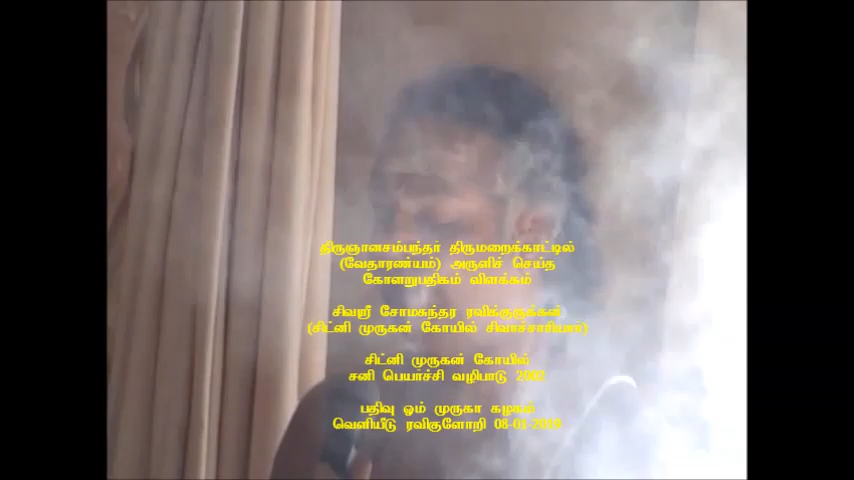 திருஞானசம்பந்தர் திருமறைக்காட்டில்
(வேதாரண்யம்) அருளிச் செய்த
கோளறுபதிகம் விளக்கம்
சிவஸ்ரீ சோமசுந்தர ரவிக்குருக்கள்
(சிட்னி முருகன் கோயில் சிவாச்சாரியார்)
சிட்னி முருகன் கோயில்
சனி பெயர்ச்சி வழிபாடு 2002
பதிவு ஓம் முருகா கழகம்
வெளியீடு ரவிகுளோறி 08-01-2019